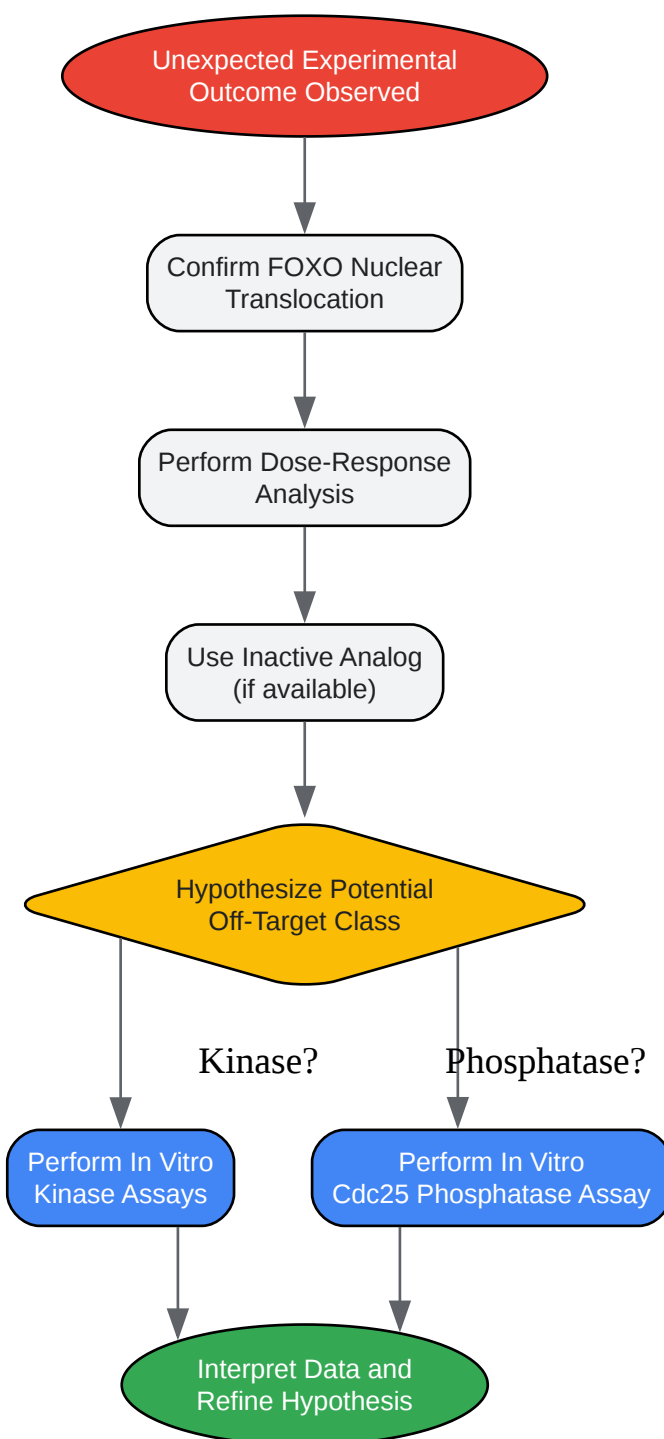 Unexpected Experimental
Outcome Observed
Confirm FOXO Nuclear
Translocation
Perform Dose-Response
Analysis
Use Inactive Analog
(if available)
Hypothesize Potential
Off-Target Class
Kinase?
Phosphatase?
Perform In Vitro
Kinase Assays
Perform In Vitro
Cdc25 Phosphatase Assay
Interpret Data and
Refine Hypothesis